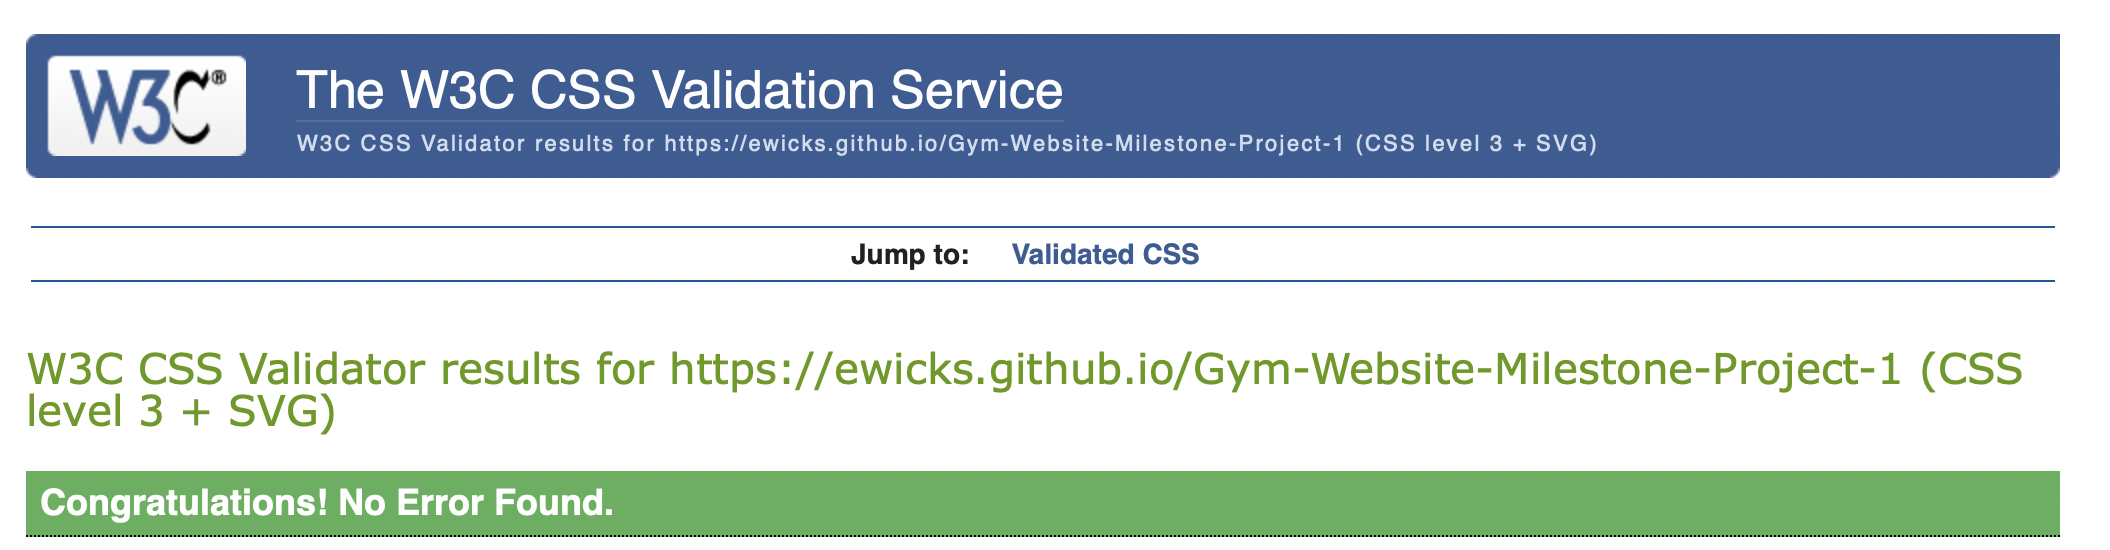 W3C®
The W3C CSS Validation Service
W3C CSS Validator results for https://ewicks.github.io/Gym-Website-Milestone-Project-1 (CSS level 3 + SVG)
Jump to: Validated CSS
W3C CSS Validator results for https://ewicks.github.io/Gym-Website-Milestone-Project-1 (CSS
level 3 + SVG)
Congratulations! No Error Found.